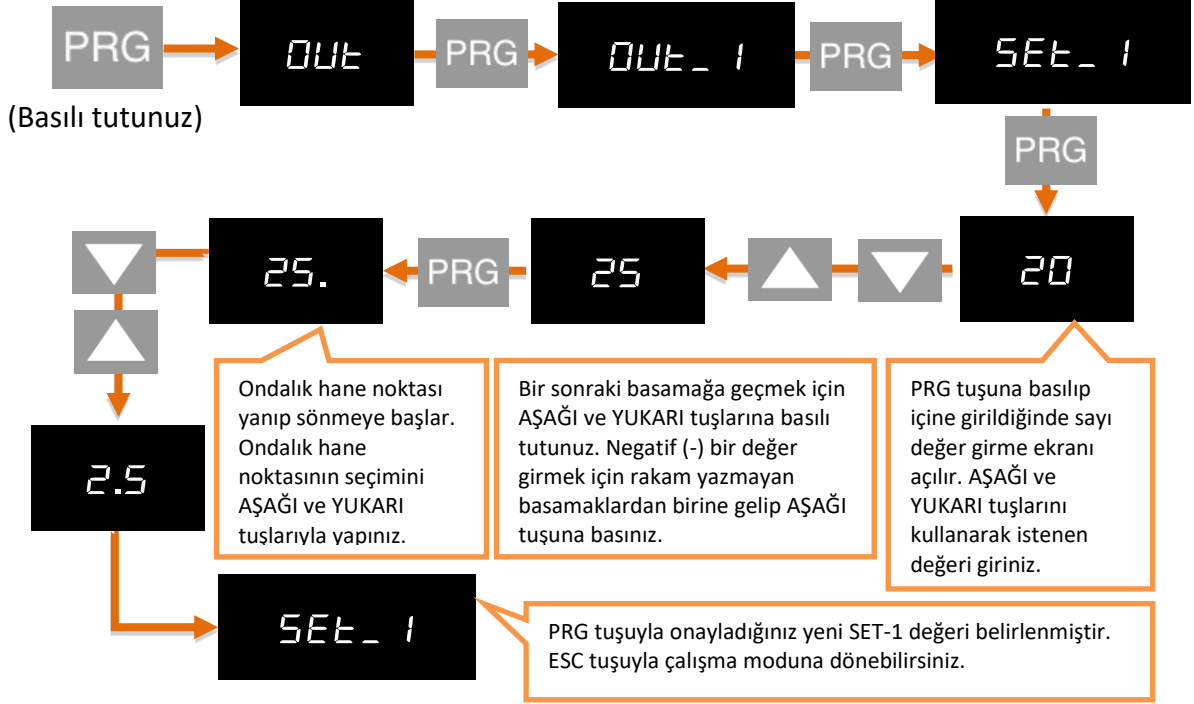 PRG
OUt
PRG
OUt_1
PRG
SEt_1
(Basılı tutunuz)
PRG
20
25
PRG
25.
Ondalık hane noktası
yanıp sönmeye başlar.
Ondalık hane
noktasının seçimini
AŞAĞI ve YUKARI
tuşlarıyla yapınız.
Bir sonraki basamağa geçmek için
AŞAĞI ve YUKARI tuşlarına basılı
tutunuz. Negatif (-) bir değer
girmek için rakam yazmayan
basamaklardan birine gelip AŞAĞI
tuşuna basınız.
PRG tuşuna basılıp
içine girildiğinde sayı
değer girme ekranı
açılır. AŞAĞI ve
YUKARI tuşlarını
kullanarak istenen
değeri giriniz.
2.5
SEt_1
PRG tuşuyla onayladığınız yeni SET-1 değeri belirlenmiştir.
ESC tuşuyla çalışma moduna dönebilirsiniz.